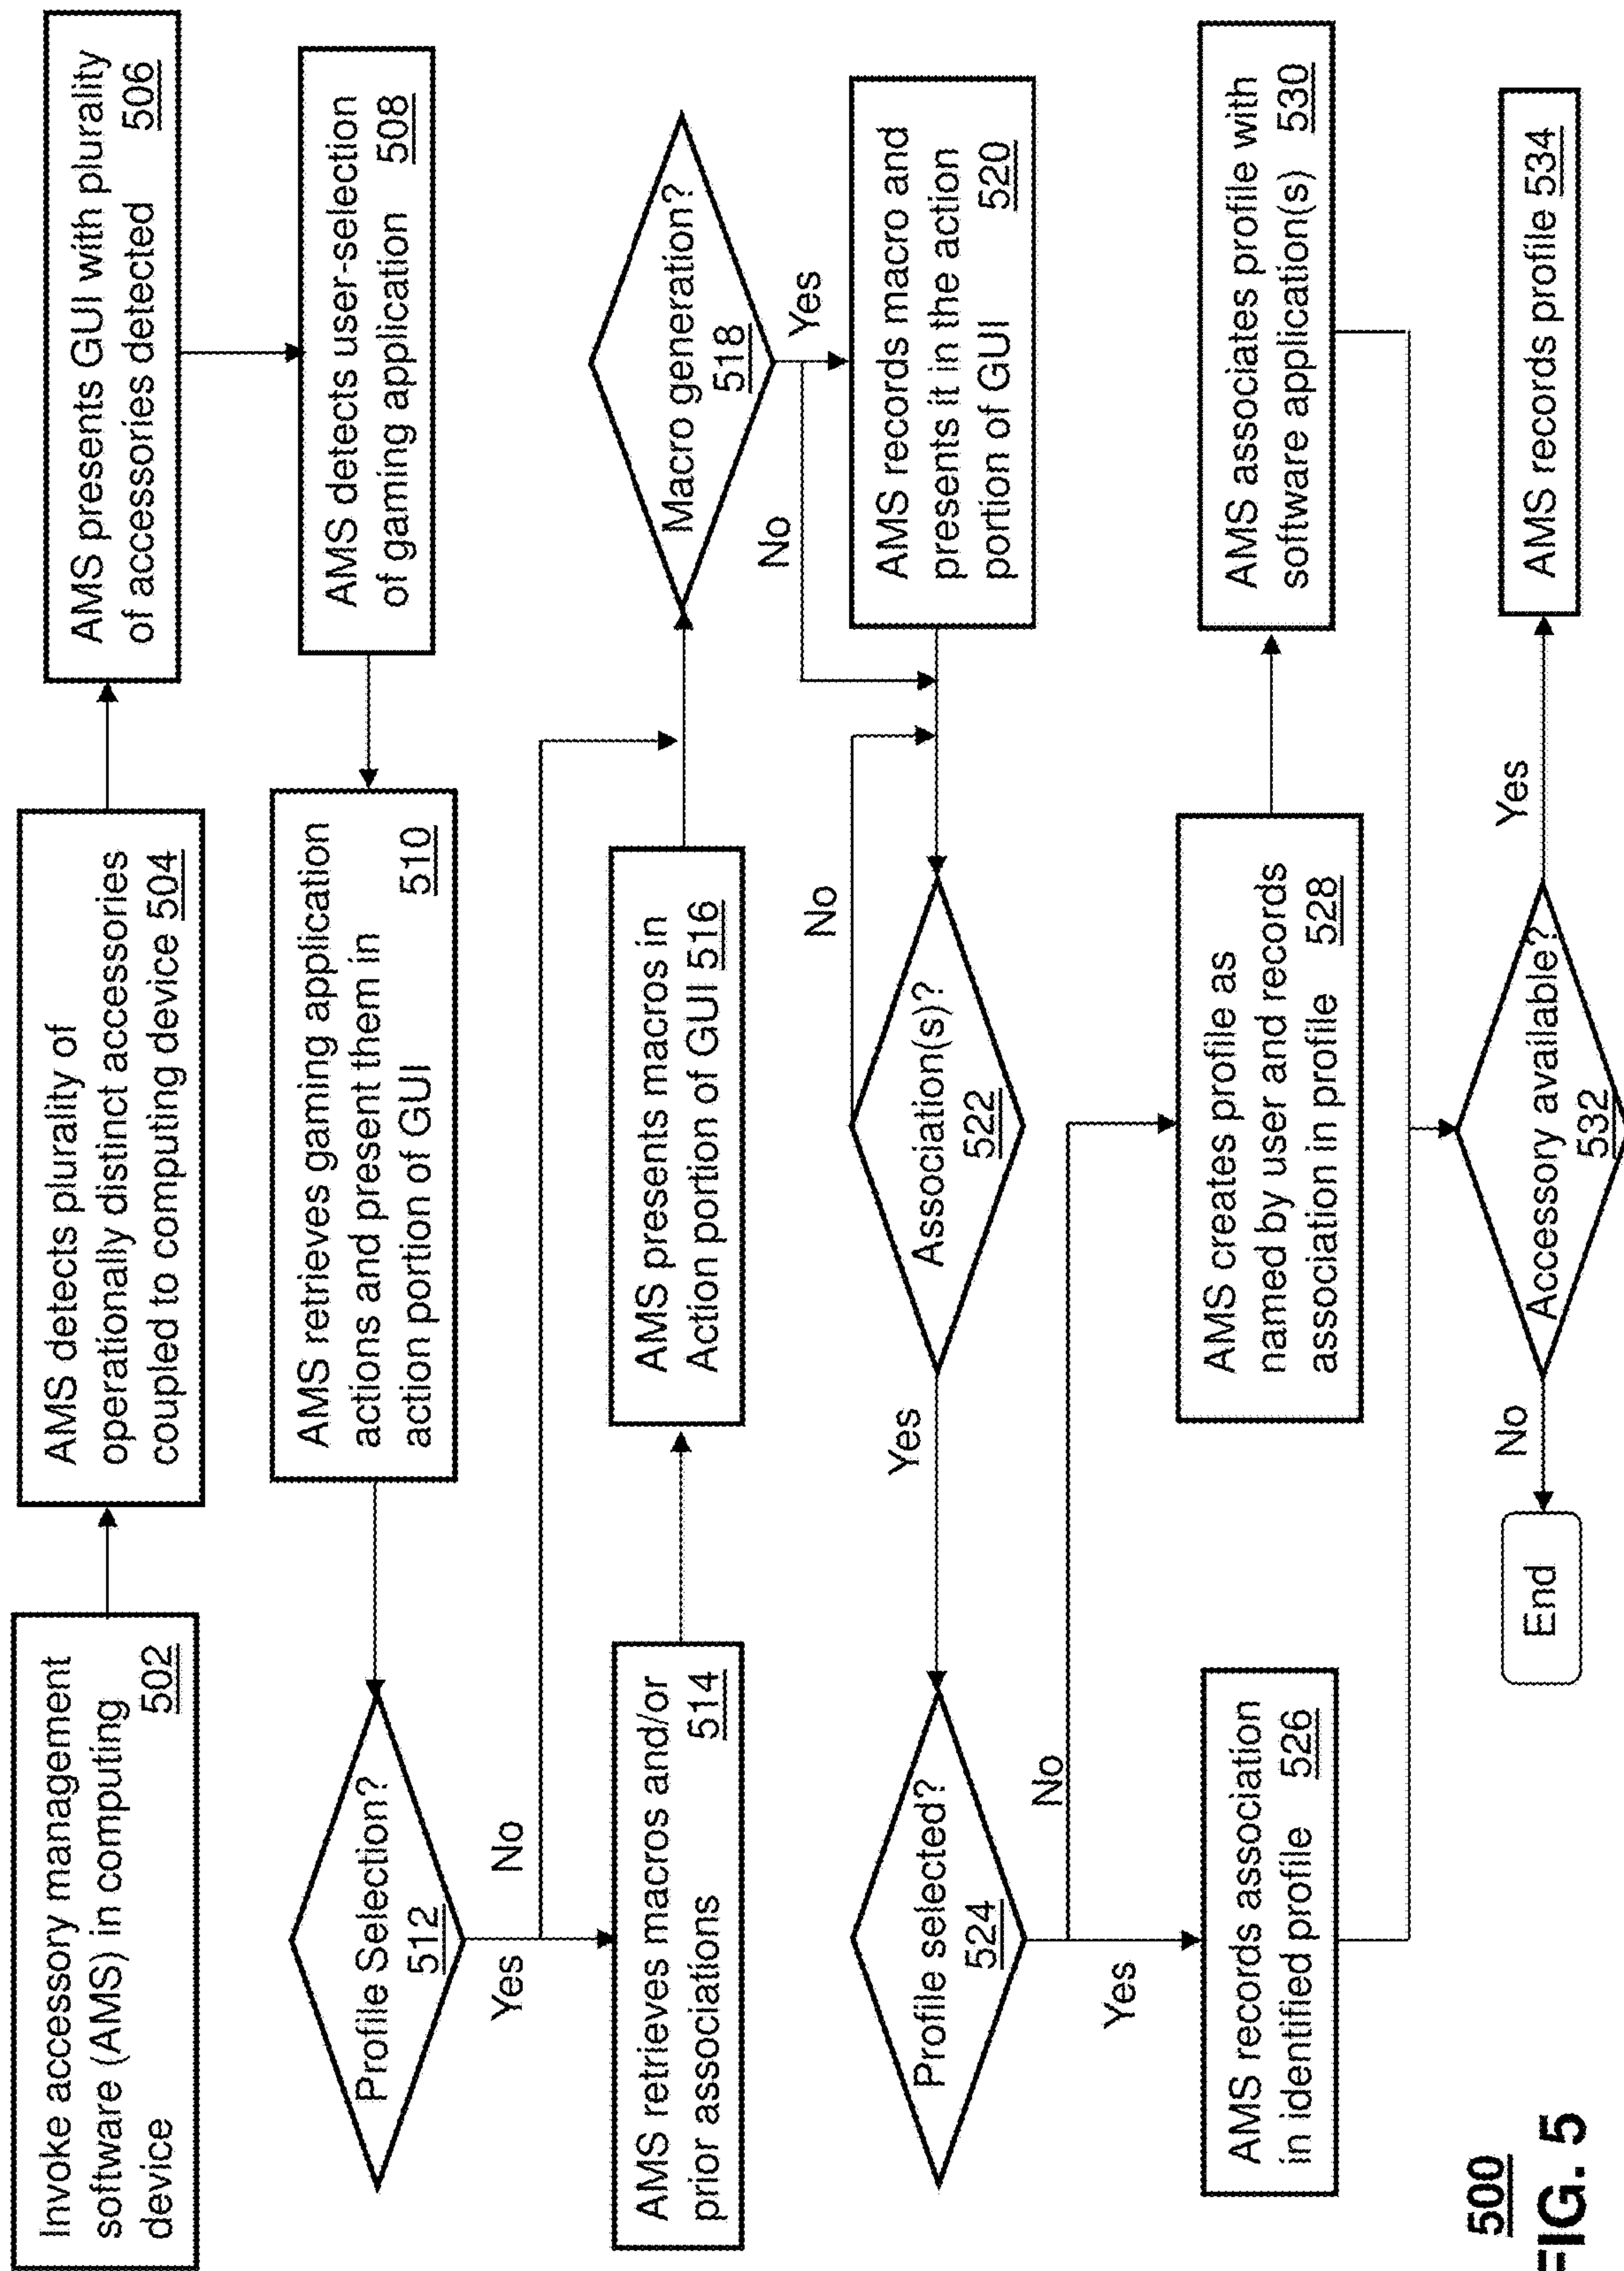 Invoke accessory management
software (AMS) in computing
device 502
AMS detects plurality of
operationally distinct accessories
coupled to computing device 504
AMS presents GUI with plurality
of accessories detected 506
AMS detects user-selection
of gaming application 508
AMS retrieves gaming application
actions and present them in
action portion of GUI 510
Profile Selection?
512
No
Yes
AMS retrieves macros and/or
prior associations 514
AMS presents macros in
Action portion of GUI 516
Macro generation?
518
No
Yes
AMS records macro and
presents it in the action
portion of GUI 520
Association(s)?
522
No
Yes
Profile selected?
524
No
Yes
AMS records association
in identified profile 526
AMS creates profile as
named by user and records
association in profile 528
AMS associates profile with
software application(s) 530
Accessory available?
532
No
Yes
End
AMS records profile 534
500
FIG. 5